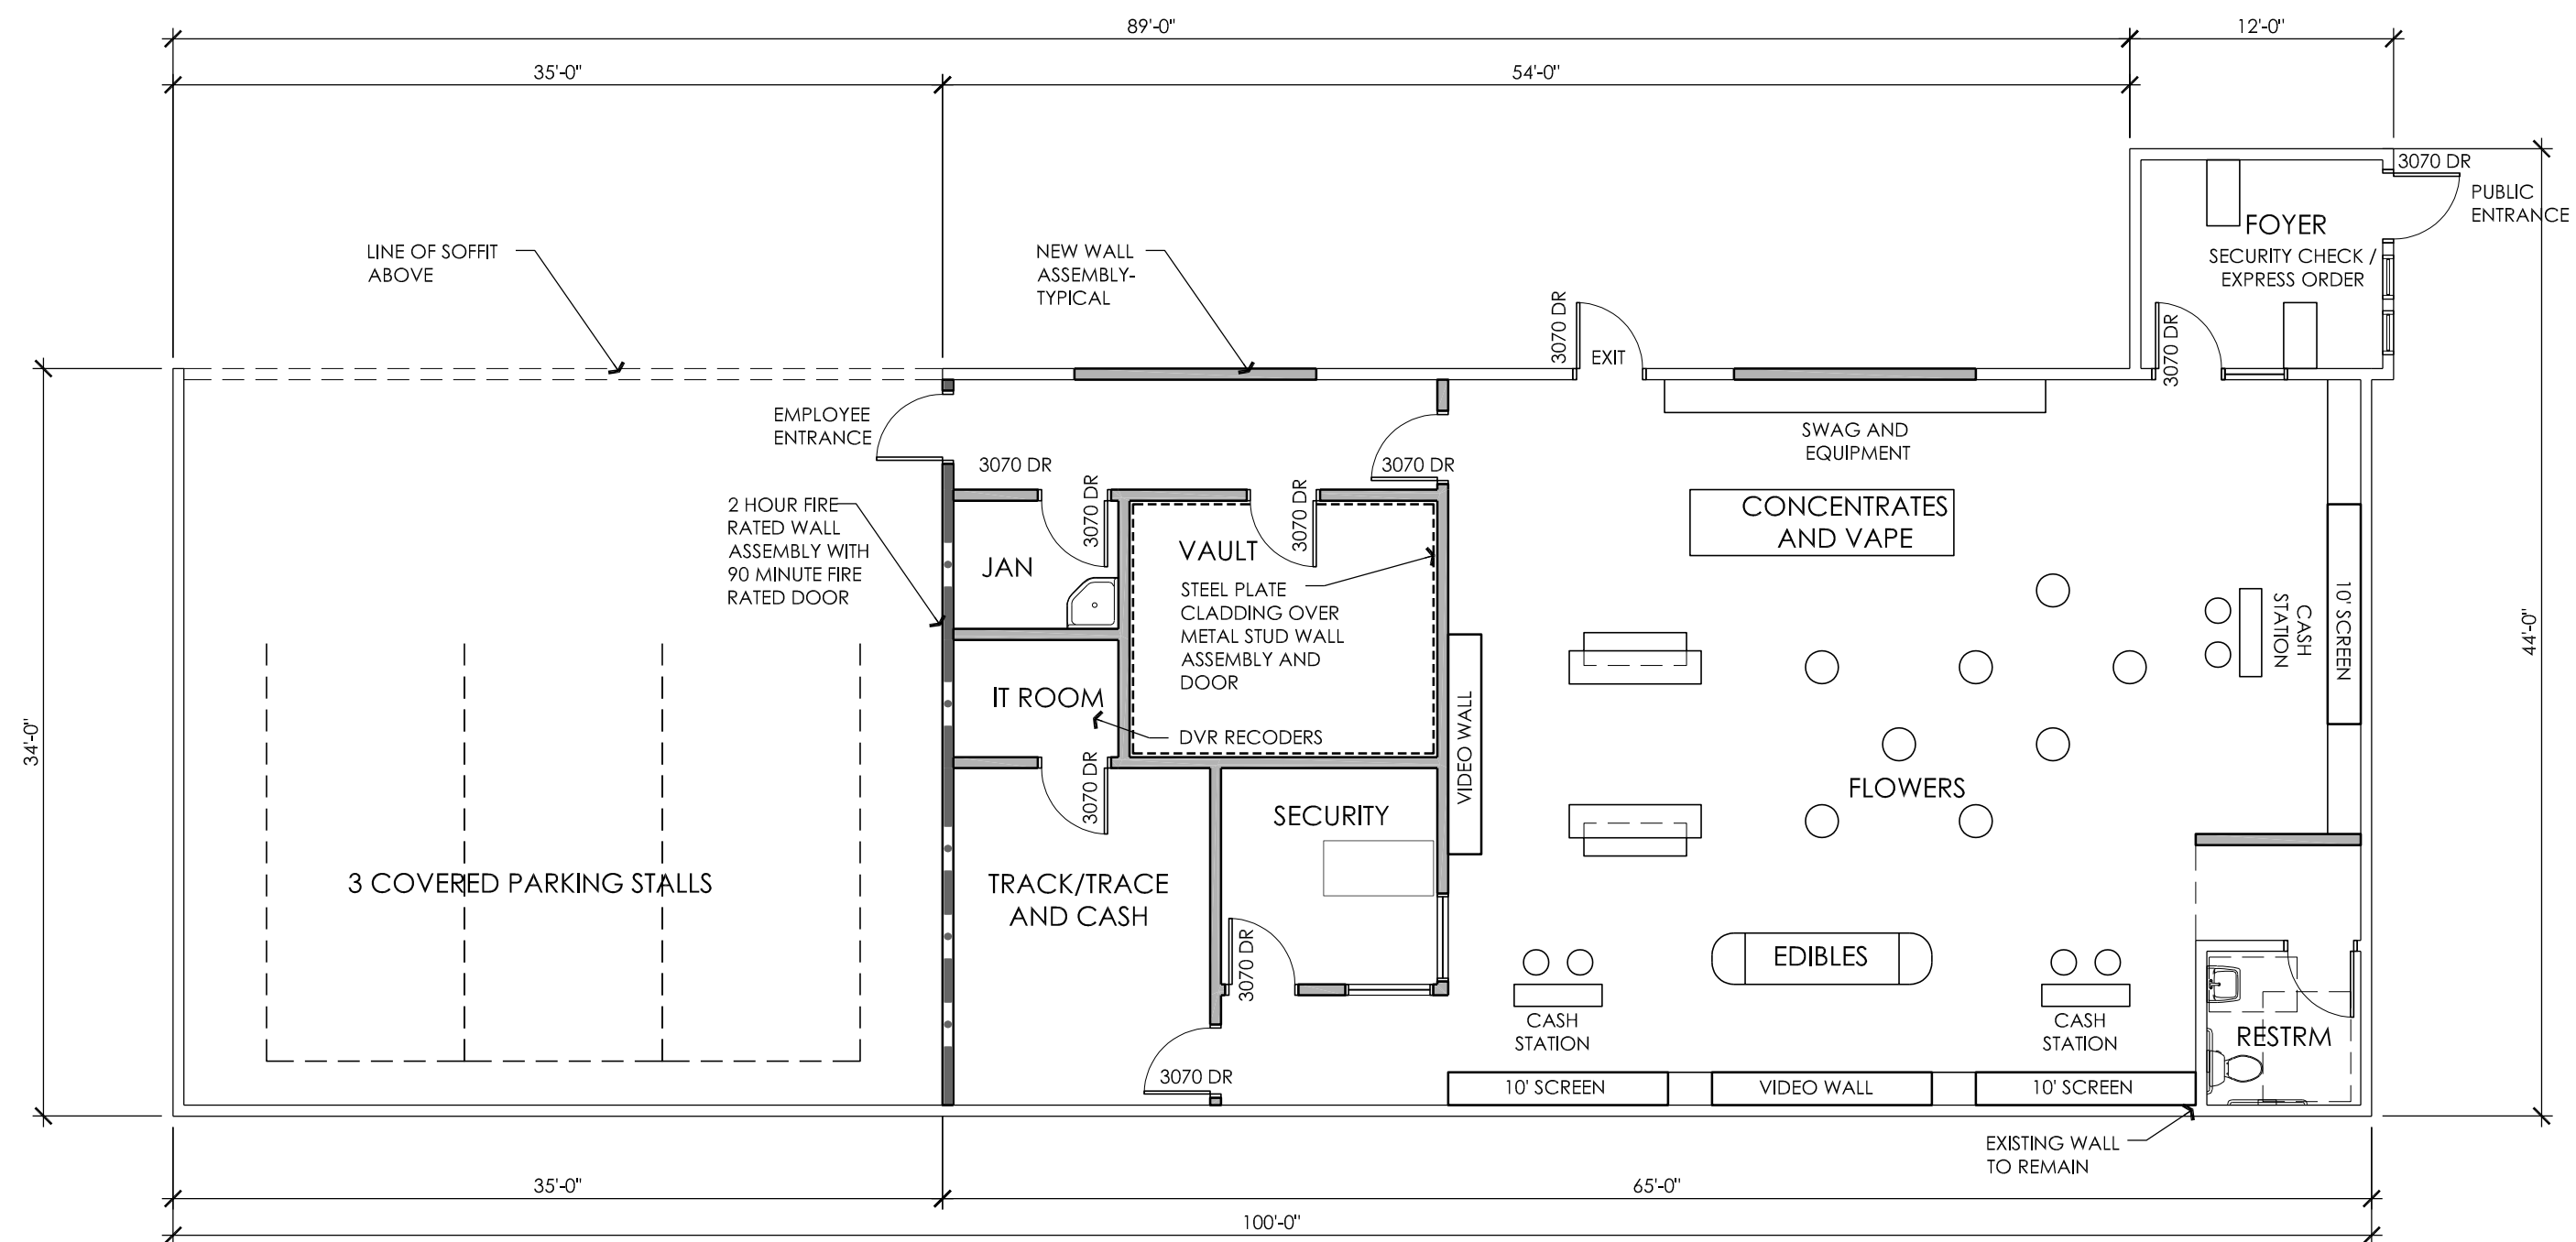 89'-0"
12'-0"
35'-0"
54'-0"
3070 DR
PUBLIC
ENTRANCE
FOYER
SECURITY CHECK /
EXPRESS ORDER
LINE OF SOFFIT
ABOVE
NEW WALL
ASSEMBLY-
TYPICAL
3070 DR
EXIT
3070 DR
EMPLOYEE
ENTRANCE
SWAG AND
EQUIPMENT
3070 DR
3070 DR
2 HOUR FIRE
RATED WALL
ASSEMBLY WITH
90 MINUTE FIRE
RATED DOOR
3070 DR
3070 DR
JAN
VAULT
STEEL PLATE
CLADDING OVER
METAL STUD WALL
ASSEMBLY AND
DOOR
CONCENTRATES
AND VAPE
CASH
STATION
10' SCREEN
44'-0"
34'-0"
IT ROOM
DVR RECODERS
VIDEO WALL
3070 DR
FLOWERS
SECURITY
3 COVERED PARKING STALLS
TRACK/TRACE
AND CASH
3070 DR
EDIBLES
CASH
STATION
CASH
STATION
RESTRM
3070 DR
10' SCREEN
VIDEO WALL
10' SCREEN
EXISTING WALL
TO REMAIN
35'-0"
65'-0"
100'-0"